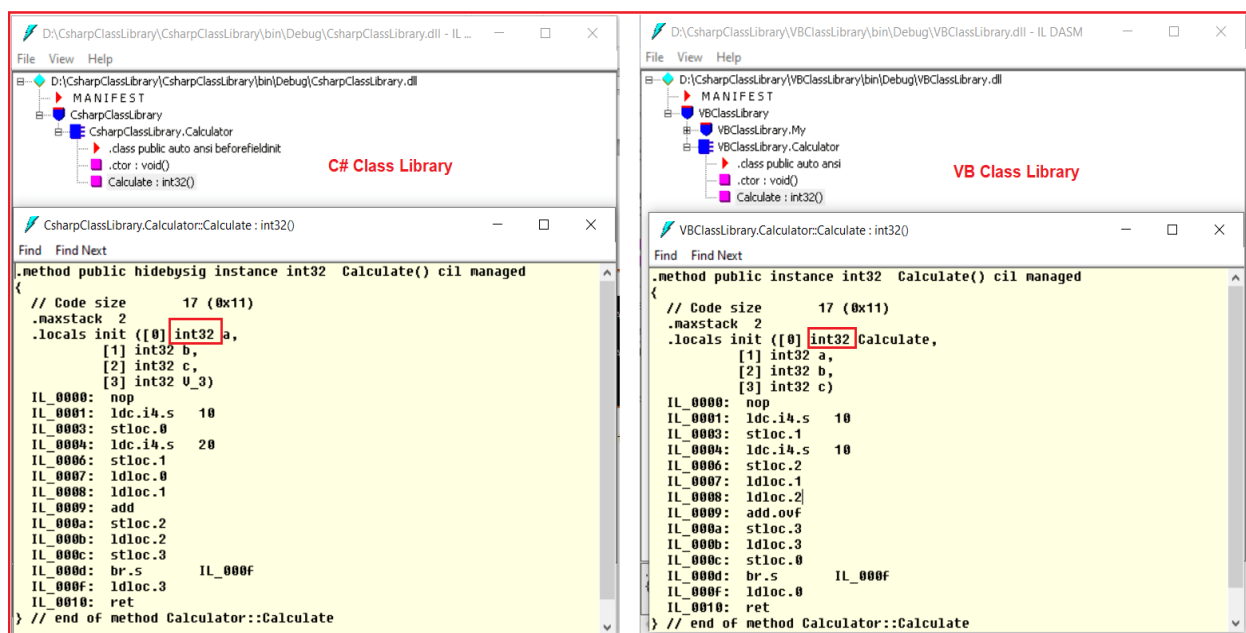 D:\CsharpClassLibrary\CsharpClassLibrary\bin\Debug\CsharpClassLibrary.dll - IL ...
File View Help
D:\CsharpClassLibrary\CsharpClassLibrary\bin\Debug\CsharpClassLibrary.dll
MANIFEST
CsharpClassLibrary
CsharpClassLibrary.Calculator
.class public auto ansi beforefieldinit
.ctor : void()
Calculate : int32()
C# Class Library
CsharpClassLibrary.Calculator::Calculate : int32()
Find Find Next
.method public hidebysig instance int32  Calculate() cil managed
{
// Code size       17 (0x11)
.maxstack  2
.locals init ([0] int32 a,
[1] int32 b,
[2] int32 c,
[3] int32 V_3)
IL_0000:  nop
IL_0001:  ldc.i4.s   10
IL_0003:  stloc.0
IL_0004:  ldc.i4.s   20
IL_0006:  stloc.1
IL_0007:  ldloc.0
IL_0008:  ldloc.1
IL_0009:  add
IL_000a:  stloc.2
IL_000b:  ldloc.2
IL_000c:  stloc.3
IL_000d:  br.s       IL_000f
IL_000f:  ldloc.3
IL_0010:  ret
} // end of method Calculator::Calculate
D:\CsharpClassLibrary\VBClassLibrary\bin\Debug\VBClassLibrary.dll - IL DASM
File View Help
D:\CsharpClassLibrary\VBClassLibrary\bin\Debug\VBClassLibrary.dll
MANIFEST
VBClassLibrary
VBClassLibrary.My
VBClassLibrary.Calculator
.class public auto ansi
.ctor : void()
Calculate : int32()
VB Class Library
VBClassLibrary.Calculator::Calculate : int32()
Find Find Next
.method public instance int32  Calculate() cil managed
{
// Code size       17 (0x11)
.maxstack  2
.locals init ([0] int32 Calculate,
[1] int32 a,
[2] int32 b,
[3] int32 c)
IL_0000:  nop
IL_0001:  ldc.i4.s   10
IL_0003:  stloc.1
IL_0004:  ldc.i4.s   10
IL_0006:  stloc.2
IL_0007:  ldloc.1
IL_0008:  ldloc.2
IL_0009:  add.ovf
IL_000a:  stloc.3
IL_000b:  ldloc.3
IL_000c:  stloc.0
IL_000d:  br.s       IL_000f
IL_000f:  ldloc.0
IL_0010:  ret
} // end of method Calculator::Calculate